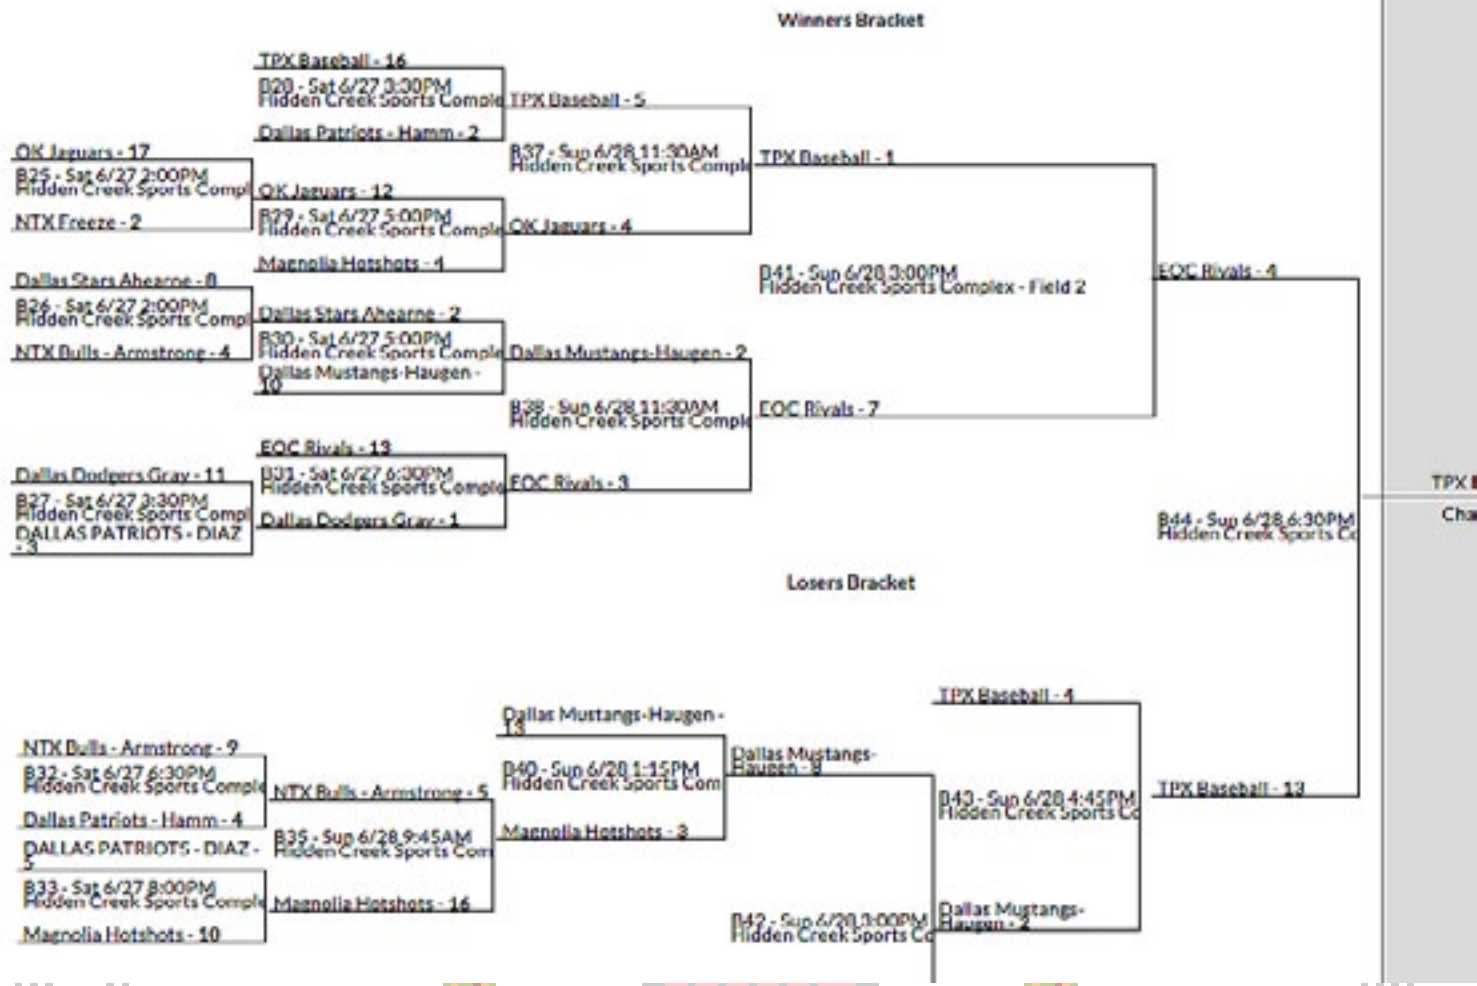 Winners Bracket
TPX Baseball - 16
B28 - Sat 6/27 3:30PM
Hidden Creek Sports Comple
Dallas Patriots - Hamm - 2
TPX Baseball - 5
OK Jaguars - 17
B25 - Sat 6/27 2:00PM
Hidden Creek Sports Compl
NTX Freeze - 2
B37 - Sun 6/28 11:30AM
Hidden Creek Sports Comple
TPX Baseball - 1
OK Jaguars - 12
B29 - Sat 6/27 5:00PM
Hidden Creek Sports Comple
Magnolia Hotshots - 4
OK Jaguars - 4
Dallas Stars Ahearne - 8
B26 - Sat 6/27 2:00PM
Hidden Creek Sports Compl
NTX Bulls - Armstrong - 4
B41 - Sun 6/28 3:00PM
Hidden Creek Sports Complex - Field 2
EOC Rivals - 4
Dallas Stars Ahearne - 2
B30 - Sat 6/27 5:00PM
Hidden Creek Sports Comple
Dallas Mustangs-Haugen -
10
Dallas Mustangs-Haugen - 2
B38 - Sun 6/28 11:30AM
Hidden Creek Sports Comple
EOC Rivals - 7
EOC Rivals - 13
B31 - Sat 6/27 6:30PM
Hidden Creek Sports Comple
Dallas Dodgers Gray - 1
EOC Rivals - 3
Dallas Dodgers Gray - 11
B27 - Sat 6/27 3:30PM
Hidden Creek Sports Compl
DALLAS PATRIOTS - DIAZ
- 3
TPX
Cha
B44 - Sun 6/28 6:30PM
Hidden Creek Sports Co
Losers Bracket
TPX Baseball - 4
Dallas Mustangs-Haugen -
13
B40 - Sun 6/28 1:15PM
Hidden Creek Sports Com
Magnolia Hotshots - 3
Dallas Mustangs-
Haugen - 8
B43 - Sun 6/28 4:45PM
Hidden Creek Sports Co
TPX Baseball - 13
NTX Bulls - Armstrong - 9
B32 - Sat 6/27 6:30PM
Hidden Creek Sports Comple
Dallas Patriots - Hamm - 4
NTX Bulls - Armstrong - 5
B35 - Sun 6/28 9:45AM
Hidden Creek Sports Com
Magnolia Hotshots - 16
DALLAS PATRIOTS - DIAZ -
5
B33 - Sat 6/27 8:00PM
Hidden Creek Sports Comple
Magnolia Hotshots - 10
B42 - Sun 6/28 3:00PM
Hidden Creek Sports Co
Dallas Mustangs-
Haugen - 2